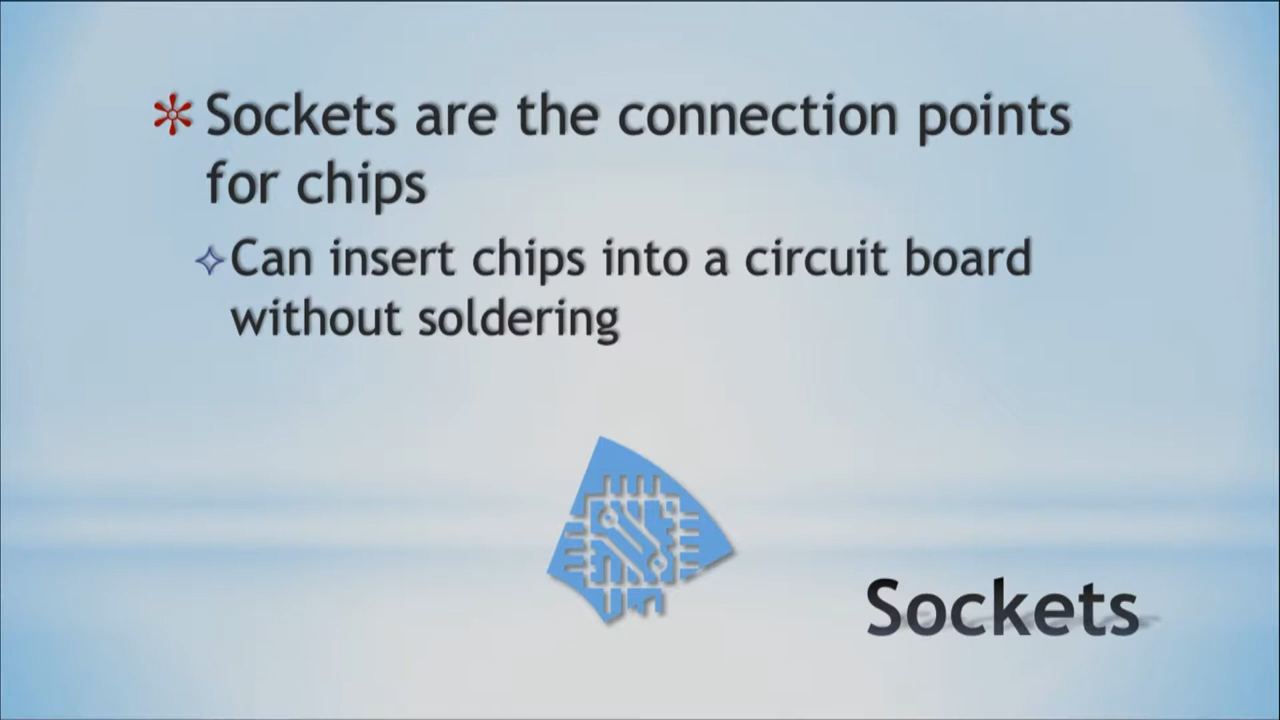 Sockets are the connection points
for chips
Can insert chips into a circuit board
without soldering
Sockets